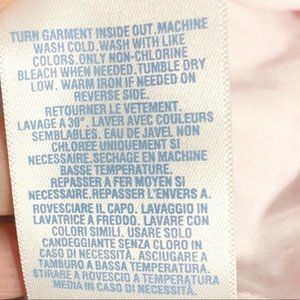 TURN GARMENT INSIDE OUT. MACHINE
WASH COLD. WASH WITH LIKE
COLORS. ONLY NON-CHLORINE
BLEACH WHEN NEEDED. TUMBLE DRY
LOW. WARM IRON IF NEEDED ON
REVERSE SIDE.
RETOURNER LE VETEMENT.
LAVAGE A 30°. LAVER AVEC COULEURS
SEMBLABLES. EAU DE JAVEL NON
CHLOREE UNIQUEMENT SI
NECESSAIRE. SECHAGE EN MACHINE
BASSE TEMPERATURE.
REPASSER A FER MOYEN SI
NECESSAIRE. REPASSER L'ENVERS A.
ROVESCIARE IL CAPO. LAVAGGIO IN
LAVATRICE A FREDDO. LAVARE CON
COLORI SIMILI. USARE SOLO
CANDEGGIANTE SENZA CLORO IN
CASO DI NECESSITÀ. ASCIUGARE A
TAMBURO A BASSA TEMPERATURA.
STIRARE A ROVESCIO A TEMPERATURA
MEDIA IN CASO DI NECESSITÀ.